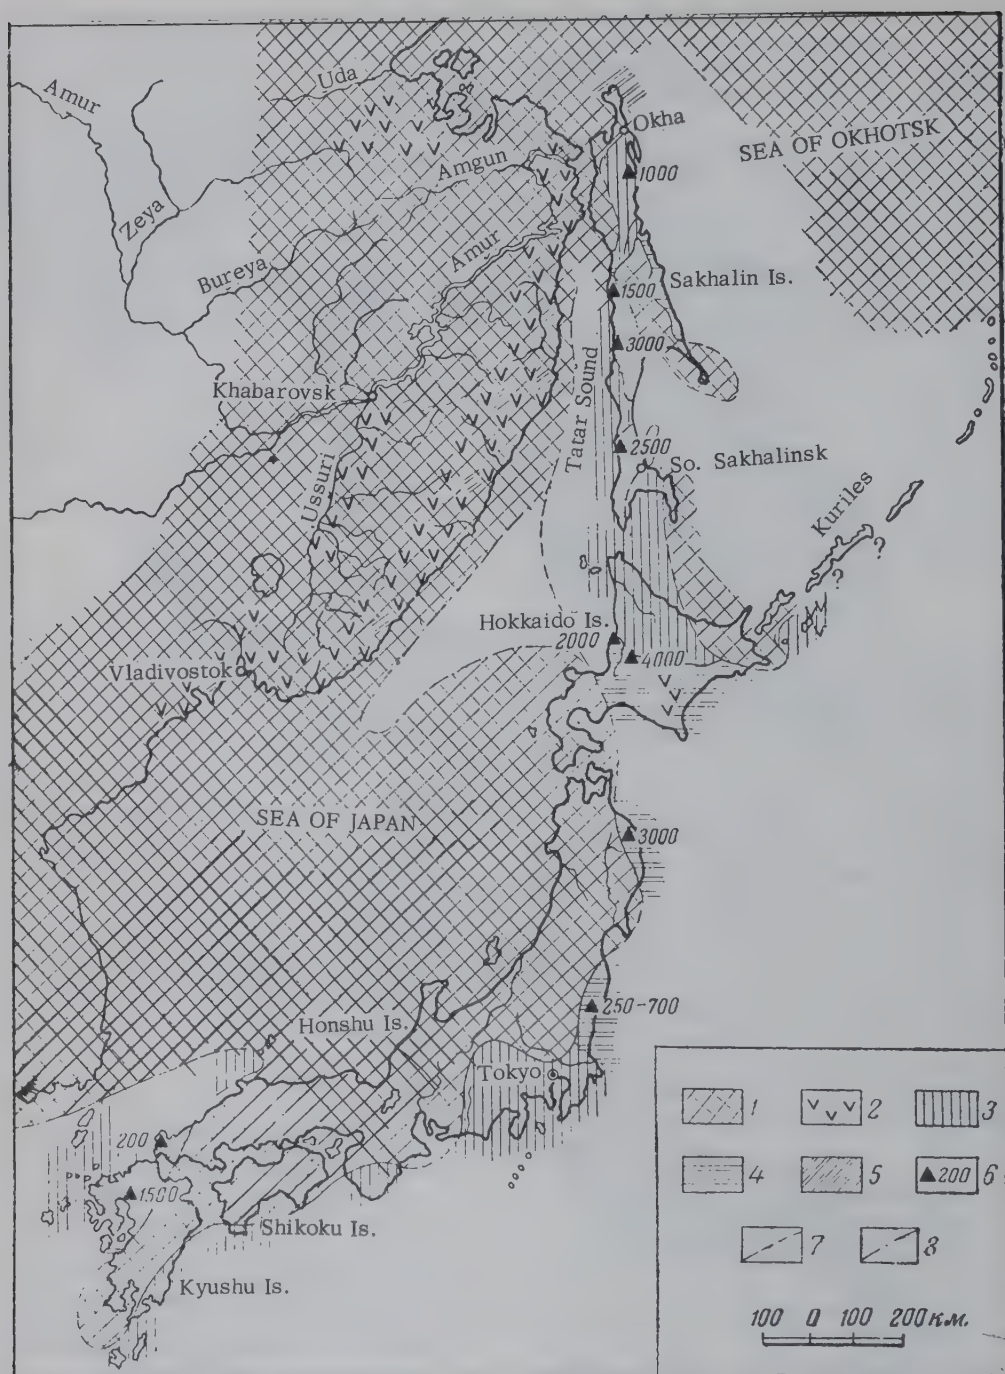 Uda
Amur
Okha
SEA OF OKHOTSK
Amgun
1000
Zeya
Amur
Bureya
Sakhalin Is.
1500
3000
Tatar Sound
Khabarovsk
2500
So. Sakhalinsk
Ussuri
Kuriles
?
?
Hokkaido Is.
2000
4000
Vladivostok
SEA OF JAPAN
3000
250-700
Honshu Is.
Tokyo
200
1500
Shikoku Is.
Kyushu Is.
1 2 3
4 5 200 6
7 8
100 0 100 200 км.